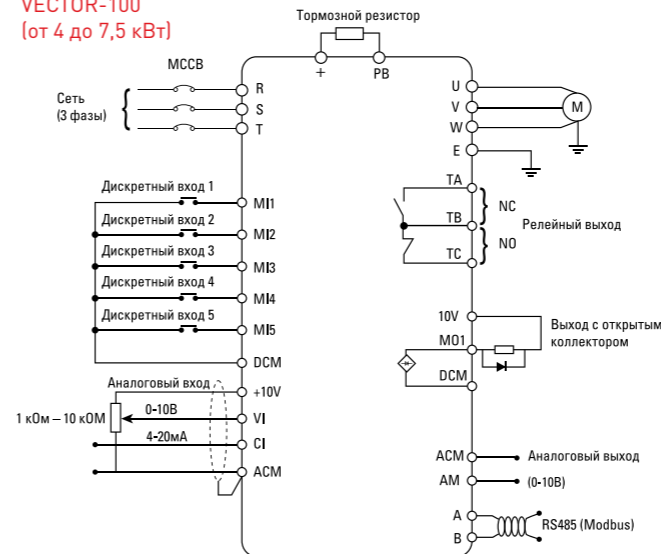 VECTOR-100
(от 4 до 7,5 кВт)
Тормозной резистор
+
PB
MCCB
Сеть
(3 фазы)
R
S
T
U
V
W
E
M
Дискретный вход 1
MI1
Дискретный вход 2
MI2
Дискретный вход 3
MI3
Дискретный вход 4
MI4
Дискретный вход 5
MI5
DCM
TA
TB
TC
NC
NO
Релейный выход
10V
MO1
DCM
Выход с открытым
коллектором
Аналоговый вход
+10V
1 кОм – 10 кОМ
0-10В
VI
4-20мА
CI
ACM
ACM
Аналоговый выход
AM
(0-10В)
A
B
RS485 (Modbus)